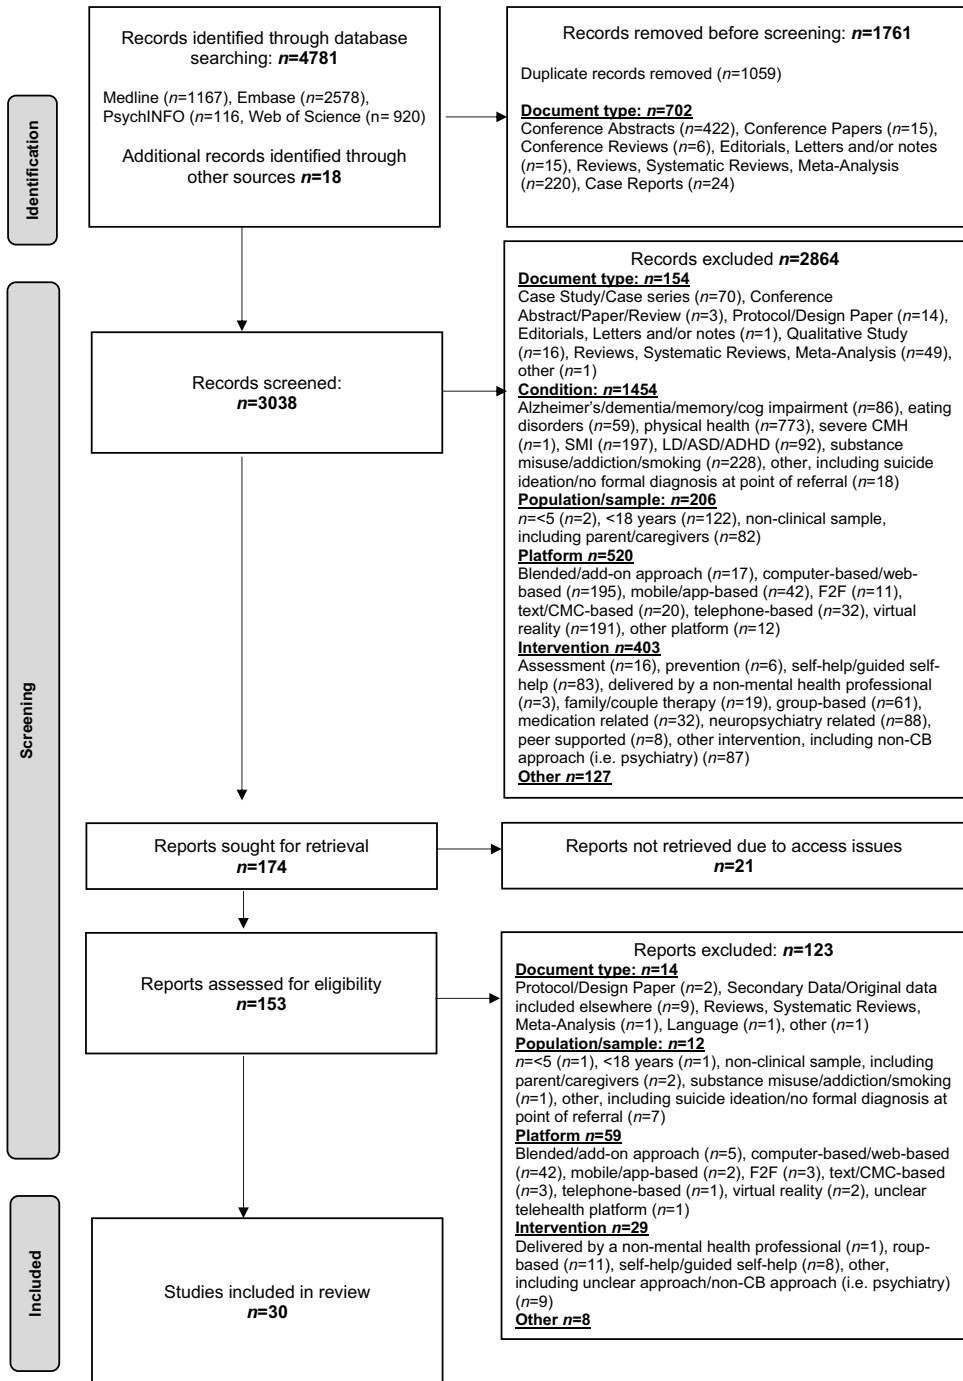 Records identified through database
searching: n=4781
Medline (n=1167), Embase (n=2578),
PsychINFO (n=116, Web of Science (n= 920)
Additional records identified through
other sources n=18
Records removed before screening: n=1761
Duplicate records removed (n=1059)
Document type: n=702
Conference Abstracts (n=422), Conference Papers (n=15),
Conference Reviews (n=6), Editorials, Letters and/or notes
(n=15), Reviews, Systematic Reviews, Meta-Analysis
(n=220), Case Reports (n=24)
Identification
Records screened:
n=3038
Records excluded n=2864
Document type: n=154
Case Study/Case series (n=70), Conference
Abstract/Paper/Review (n=3), Protocol/Design Paper (n=14),
Editorials, Letters and/or notes (n=1), Qualitative Study
(n=16), Reviews, Systematic Reviews, Meta-Analysis (n=49),
other (n=1)
Condition: n=1454
Alzheimer's/dementia/memory/cog impairment (n=86), eating
disorders (n=59), physical health (n=773), severe CMH
(n=1), SMI (n=197), LD/ASD/ADHD (n=92), substance
misuse/addiction/smoking (n=228), other, including suicide
ideation/no formal diagnosis at point of referral (n=18)
Population/sample: n=206
n=<5 (n=2), <18 years (n=122), non-clinical sample,
including parent/caregivers (n=82)
Platform n=520
Blended/add-on approach (n=17), computer-based/web-
based (n=195), mobile/app-based (n=42), F2F (n=11),
text/CMC-based (n=20), telephone-based (n=32), virtual
reality (n=191), other platform (n=12)
Intervention n=403
Assessment (n=16), prevention (n=6), self-help/guided self-
help (n=83), delivered by a non-mental health professional
(n=3), family/couple therapy (n=19), group-based (n=61),
medication related (n=32), neuropsychiatry related (n=88),
peer supported (n=8), other intervention, including non-CB
approach (i.e. psychiatry) (n=87)
Other n=127
Screening
Reports sought for retrieval
n=174
Reports not retrieved due to access issues
n=21
Reports assessed for eligibility
n=153
Reports excluded: n=123
Document type: n=14
Protocol/Design Paper (n=2), Secondary Data/Original data
included elsewhere (n=9), Reviews, Systematic Reviews,
Meta-Analysis (n=1), Language (n=1), other (n=1)
Population/sample: n=12
n=<5 (n=1), <18 years (n=1), non-clinical sample, including
parent/caregivers (n=2), substance misuse/addiction/smoking
(n=1), other, including suicide ideation/no formal diagnosis at
point of referral (n=7)
Platform n=59
Blended/add-on approach (n=5), computer-based/web-based
(n=42), mobile/app-based (n=2), F2F (n=3), text/CMC-based
(n=3), telephone-based (n=1), virtual reality (n=2), unclear
telehealth platform (n=1)
Intervention n=29
Delivered by a non-mental health professional (n=1), roup-
based (n=11), self-help/guided self-help (n=8), other,
including unclear approach/non-CB approach (i.e. psychiatry)
(n=9)
Other n=8
Included
Studies included in review
n=30